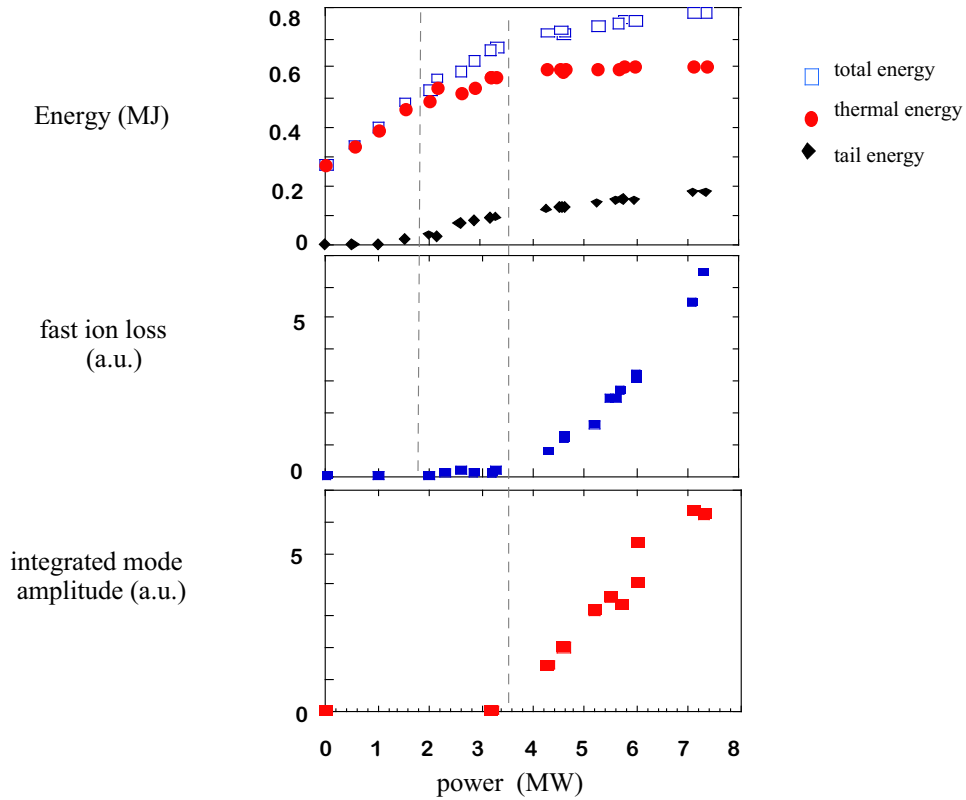 0.8
0.6
Energy (MJ)
0.4
0.2
0
total energy
thermal energy
tail energy
fast ion loss
(a.u.)
5
0
integrated mode
amplitude (a.u.)
5
0
0 1 2 3 4 5 6 7 8
power (MW)